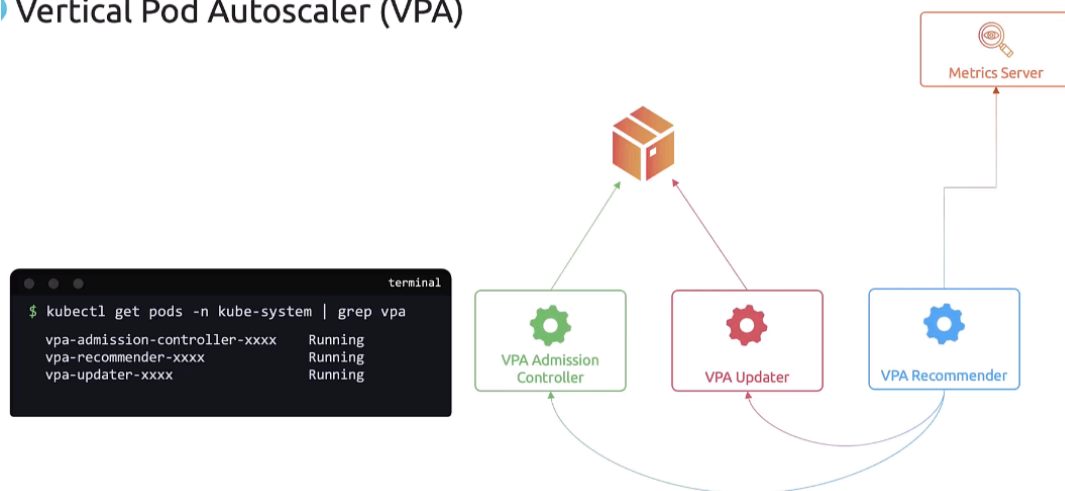 Vertical Pod Autoscaler (VPA)
Metrics Server
terminal
$ kubectl get pods -n kube-system | grep vpa
vpa-admission-controller-xxxx Running
vpa-recommender-xxxx Running
vpa-updater-xxxx Running
VPA Admission
Controller
VPA Updater
VPA Recommender